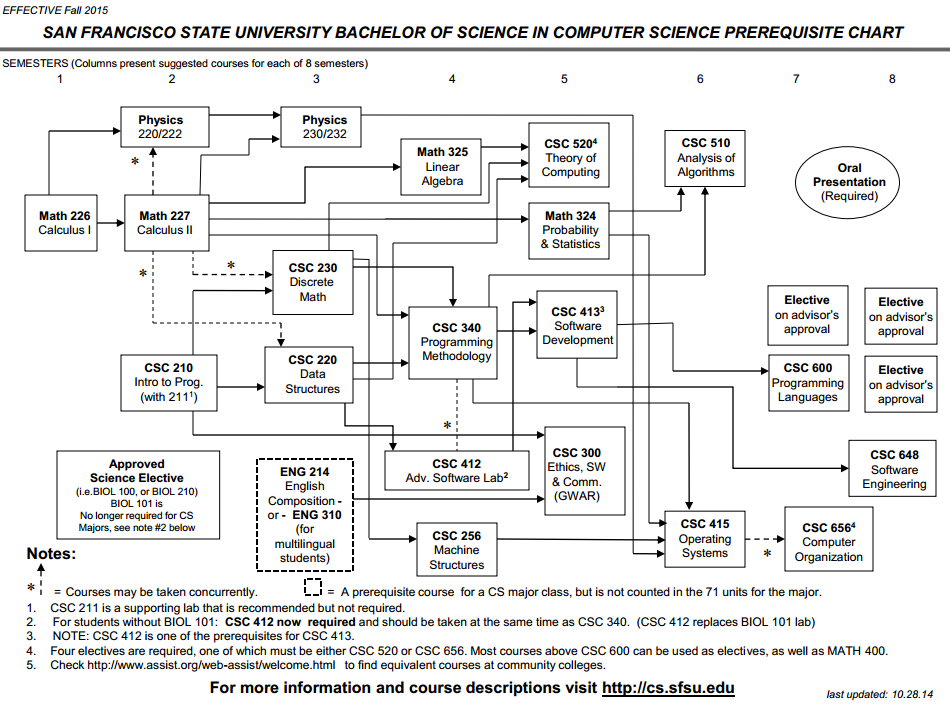 EFFECTIVE Fall 2015
SAN FRANCISCO STATE UNIVERSITY BACHELOR OF SCIENCE IN COMPUTER SCIENCE PREREQUISITE CHART
SEMESTERS (Columns present suggested courses for each of 8 semesters)
1 2 3 4 5 6 7 8
Physics
220/222
Physics
230/232
Math 325
Linear
Algebra
CSC 520⁴
Theory of
Computing
CSC 510
Analysis of
Algorithms
Oral
Presentation
(Required)
Math 226
Calculus I
Math 227
Calculus II
Math 324
Probability
& Statistics
*
*
*
CSC 230
Discrete
Math
CSC 340
Programming
Methodology
CSC 413³
Software
Development
Elective
on advisor's
approval
Elective
on advisor's
approval
CSC 210
Intro to Prog.
(with 211¹)
CSC 220
Data
Structures
CSC 600
Programming
Languages
Elective
on advisor's
approval
*
CSC 412
Adv. Software Lab²
CSC 300
Ethics, SW
& Comm.
(GWAR)
CSC 648
Software
Engineering
Approved
Science Elective
(i.e.BIOL 100, or BIOL 210)
BIOL 101 is
No longer required for CS
Majors, see note #2 below
ENG 214
English
Composition -
or - ENG 310
(for
multilingual
students)
CSC 256
Machine
Structures
CSC 415
Operating
Systems
*
CSC 656⁴
Computer
Organization
Notes:
* = Courses may be taken concurrently.
= A prerequisite course for a CS major class, but is not counted in the 71 units for the major.
1. CSC 211 is a supporting lab that is recommended but not required.
2. For students without BIOL 101: CSC 412 now required and should be taken at the same time as CSC 340. (CSC 412 replaces BIOL 101 lab)
3. NOTE: CSC 412 is one of the prerequisites for CSC 413.
4. Four electives are required, one of which must be either CSC 520 or CSC 656. Most courses above CSC 600 can be used as electives, as well as MATH 400.
5. Check http://www.assist.org/web-assist/welcome.html to find equivalent courses at community colleges.
For more information and course descriptions visit http://cs.sfsu.edu
last updated: 10.28.14